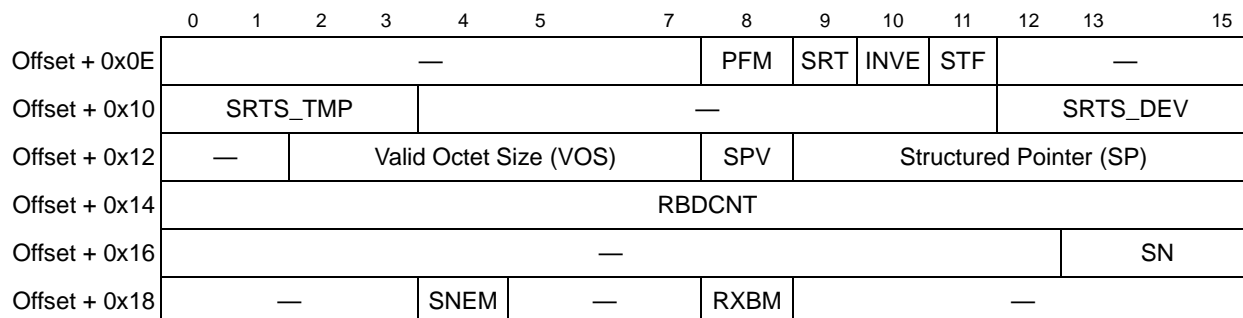 0 1 2 3 4 5 7 8 9 10 11 12 13 15
Offset + 0x0E — PFM SRT INVE STF —
Offset + 0x10 SRTS_TMP — SRTS_DEV
Offset + 0x12 — Valid Octet Size (VOS) SPV Structured Pointer (SP)
Offset + 0x14 RBDCNT
Offset + 0x16 — SN
Offset + 0x18 — SNEM — RXBM —